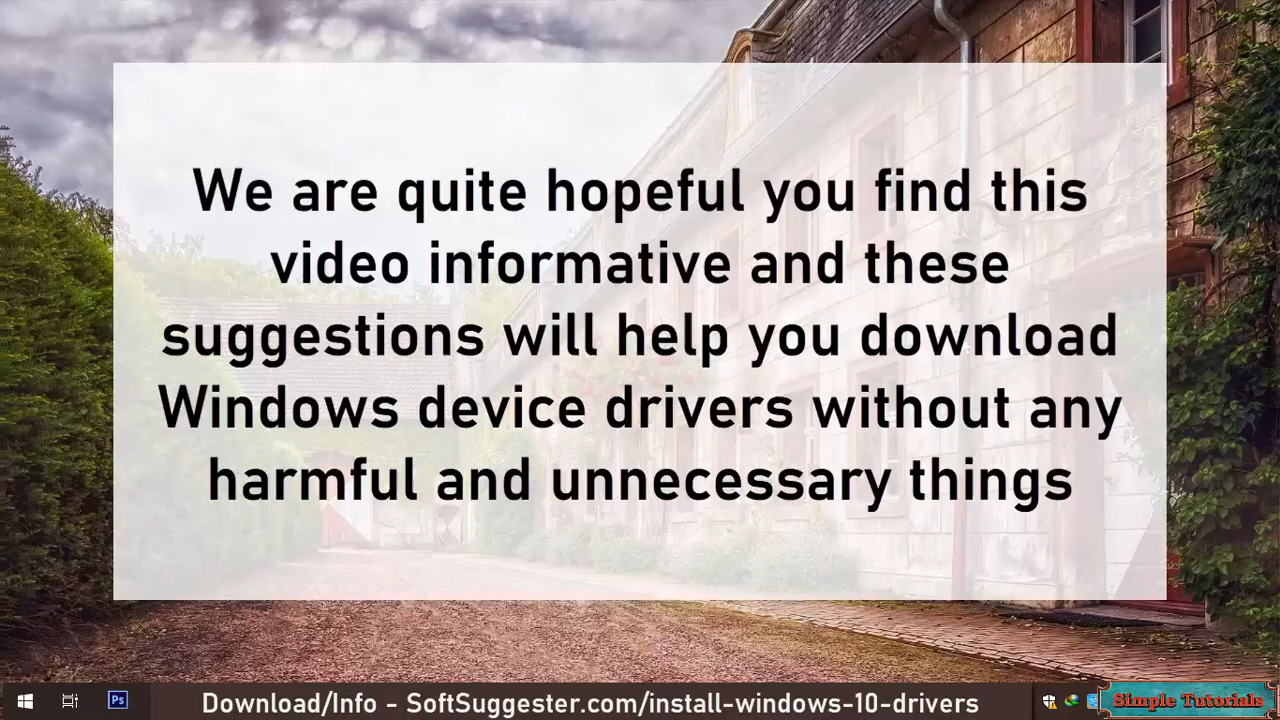 We are quite hopeful you find this
video informative and these
suggestions will help you download
Windows device drivers without any
harmful and unnecessary things
Ps
Download/Info - SoftSuggester.com/install-windows-10-drivers
Simple Tutorials